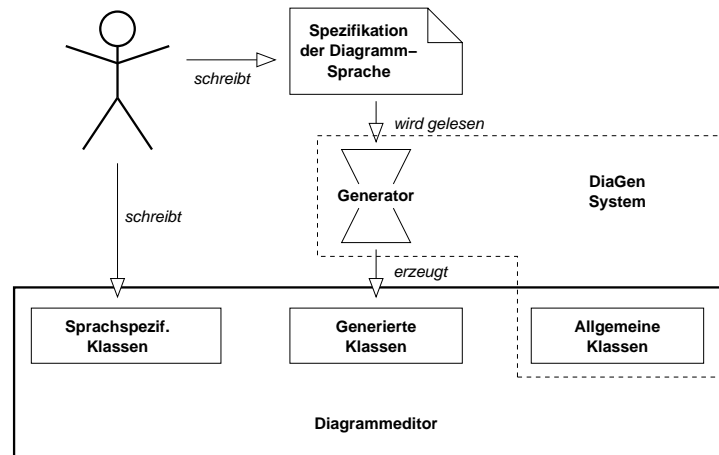 Spezifikation
der Diagramm–
Sprache
schreibt
wird gelesen
Generator
DiaGen
System
schreibt
erzeugt
Sprachspezif.
Klassen
Generierte
Klassen
Allgemeine
Klassen
Diagrammeditor